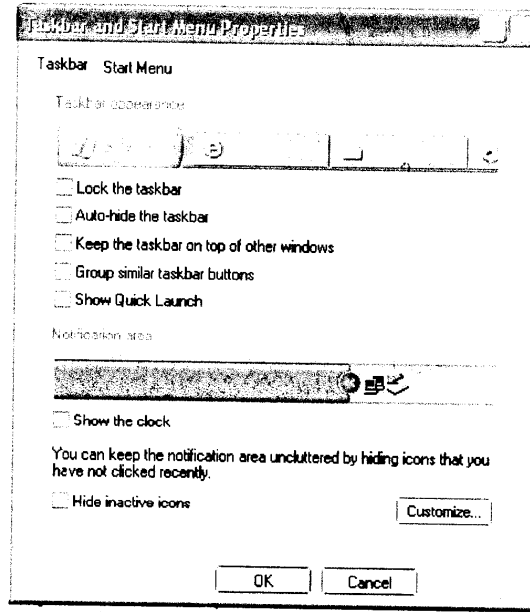 Taskbar and Start Menu Properties
Taskbar Start Menu
Taskbar appearance
Lock the taskbar
Auto-hide the taskbar
Keep the taskbar on top of other windows
Group similar taskbar buttons
Show Quick Launch
Notification area
Show the clock
You can keep the notification area uncluttered by hiding icons that you
have not clicked recently.
Hide inactive icons
Customize...
OK Cancel